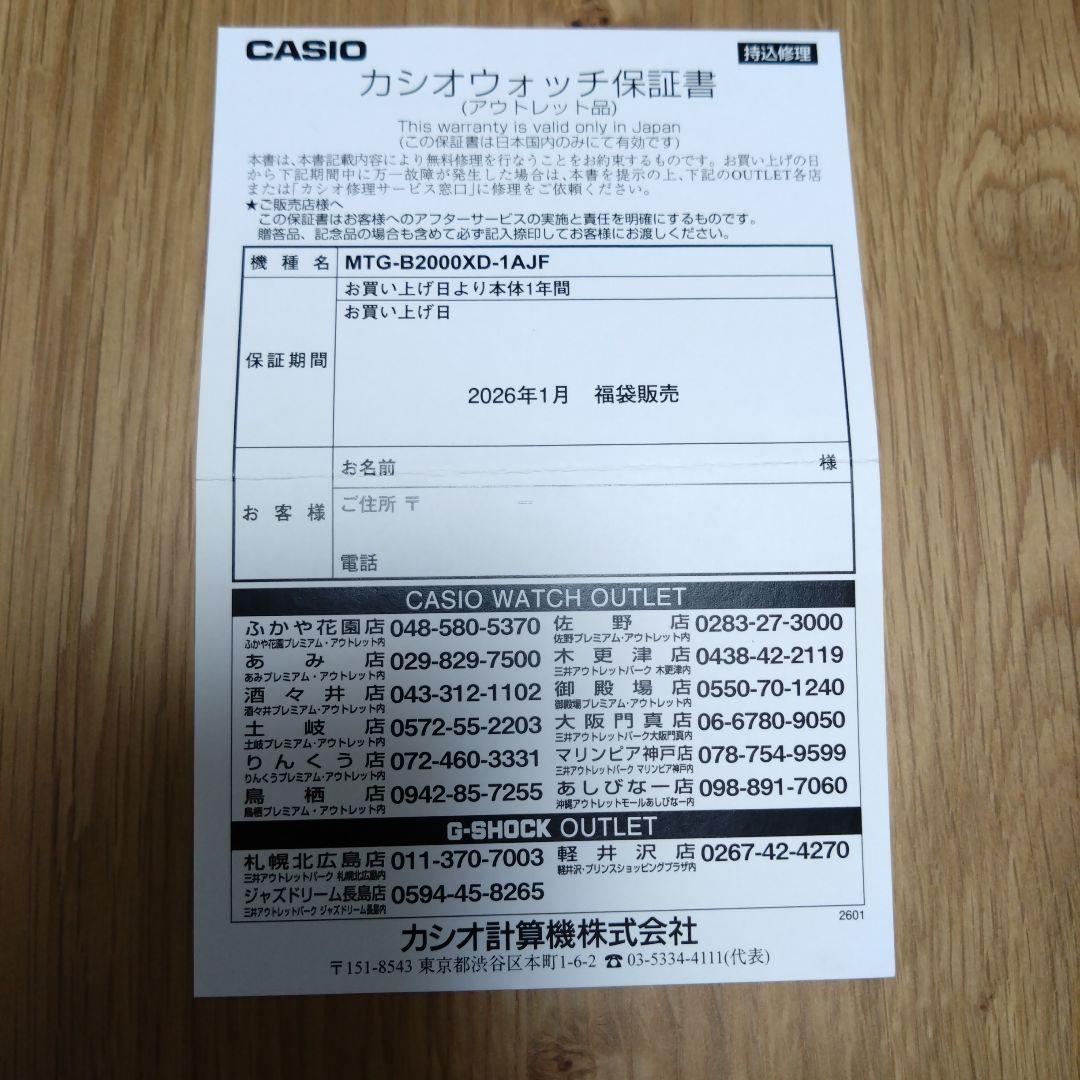 CASIO
持込修理
カシオウォッチ保証書
(アウトレット品)
This warranty is valid only in Japan
(この保証書は日本国内のみにて有効です)
本書は、本書記載内容により無料修理を行なうことをお約束するものです。お買い上げの日
から下記期間中に万一故障が発生した場合は、本書を提示の上、下記のOUTLET各店
または「カシオ修理サービス窓口」に修理をご依頼ください。
★ご販売店様へ
この保証書はお客様へのアフターサービスの実施と責任を明確にするものです。
贈答品、記念品の場合も含めて必ず記入捺印してお客様にお渡しください。
機種名 MTG-B2000XD-1AJF
お買い上げ日より本体1年間
お買い上げ日
保証期間
2026年1月 福袋販売
お名前 様
お客様
ご住所 〒 ―
電話
CASIO WATCH OUTLET
ふかや花園店 048-580-5370
ふかや花園プレミアム・アウトレット内
佐野店 0283-27-3000
佐野プレミアム・アウトレット内
あみ店 029-829-7500
あみプレミアム・アウトレット内
木更津店 0438-42-2119
三井アウトレットパーク 木更津内
酒々井店 043-312-1102
酒々井プレミアム・アウトレット内
御殿場店 0550-70-1240
御殿場プレミアム・アウトレット内
土岐店 0572-55-2203
土岐プレミアム・アウトレット内
大阪門真店 06-6780-9050
三井アウトレットパーク大阪門真内
りんくう店 072-460-3331
りんくうプレミアム・アウトレット内
マリンピア神戸店 078-754-9599
三井アウトレットパーク マリンピア神戸内
鳥栖店 0942-85-7255
鳥栖プレミアム・アウトレット内
あしびなー店 098-891-7060
沖縄アウトレットモールあしびなー内
G-SHOCK OUTLET
札幌北広島店 011-370-7003
三井アウトレットパーク 札幌北広島内
軽井沢店 0267-42-4270
軽井沢・プリンスショッピングプラザ内
ジャズドリーム長島店 0594-45-8265
三井アウトレットパーク ジャズドリーム長島内
2601
カシオ計算機株式会社
〒151-8543 東京都渋谷区本町1-6-2 ☎03-5334-4111(代表)